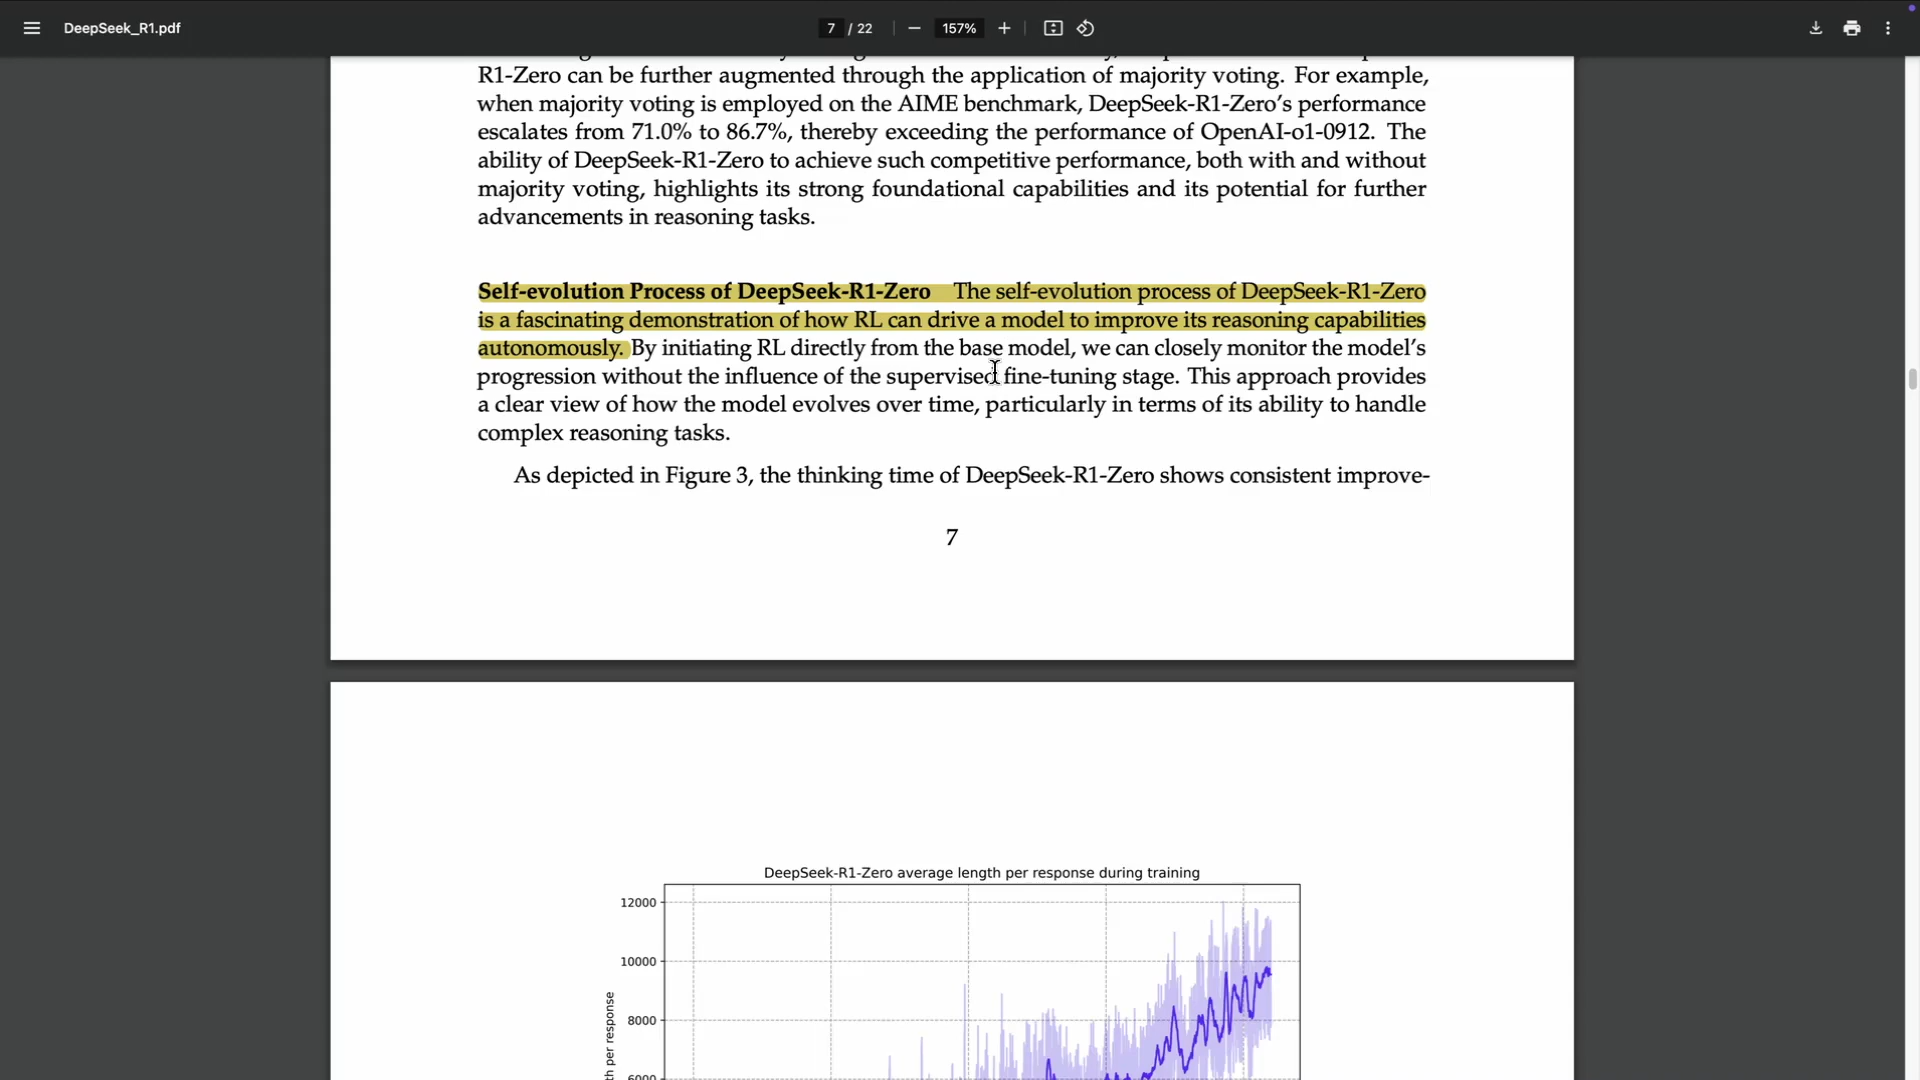 DeepSeek_R1.pdf
7 / 22
157%
R1-Zero can be further augmented through the application of majority voting. For example,
when majority voting is employed on the AIME benchmark, DeepSeek-R1-Zero’s performance
escalates from 71.0% to 86.7%, thereby exceeding the performance of OpenAI-o1-0912. The
ability of DeepSeek-R1-Zero to achieve such competitive performance, both with and without
majority voting, highlights its strong foundational capabilities and its potential for further
advancements in reasoning tasks.
Self-evolution Process of DeepSeek-R1-Zero The self-evolution process of DeepSeek-R1-Zero
is a fascinating demonstration of how RL can drive a model to improve its reasoning capabilities
autonomously. By initiating RL directly from the base model, we can closely monitor the model’s
progression without the influence of the supervised fine-tuning stage. This approach provides
a clear view of how the model evolves over time, particularly in terms of its ability to handle
complex reasoning tasks.
As depicted in Figure 3, the thinking time of DeepSeek-R1-Zero shows consistent improve-
7
DeepSeek-R1-Zero average length per response during training
12000
10000
8000
6000
per response